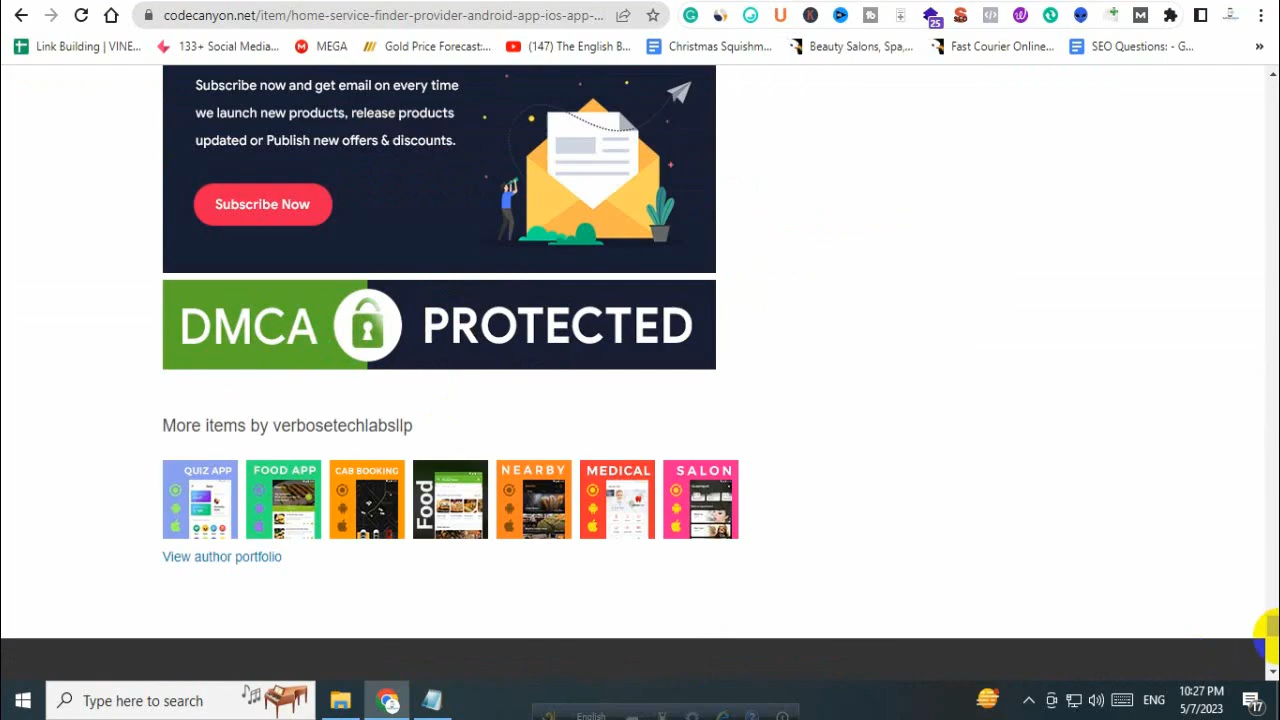 codecanyon.net/item/home-service-finder-provider-android-app-ios-app-...
25
Link Building | VINE...
133+ Social Media...
MEGA
Gold Price Forecast:...
(147) The English B...
Christmas Squishm...
Beauty Salons, Spa,...
Fast Courier Online...
SEO Questions: - G...
»
Subscribe now and get email on every time
we launch new products, release products
updated or Publish new offers & discounts.
Subscribe Now
DMCA PROTECTED
More items by verbosetechlabsllp
QUIZ APP
FOOD APP
CAB BOOKING
Food
NEARBY
MEDICAL
SALON
View author portfolio
Type here to search
English
ENG
10:27 PM
5/7/2023
17